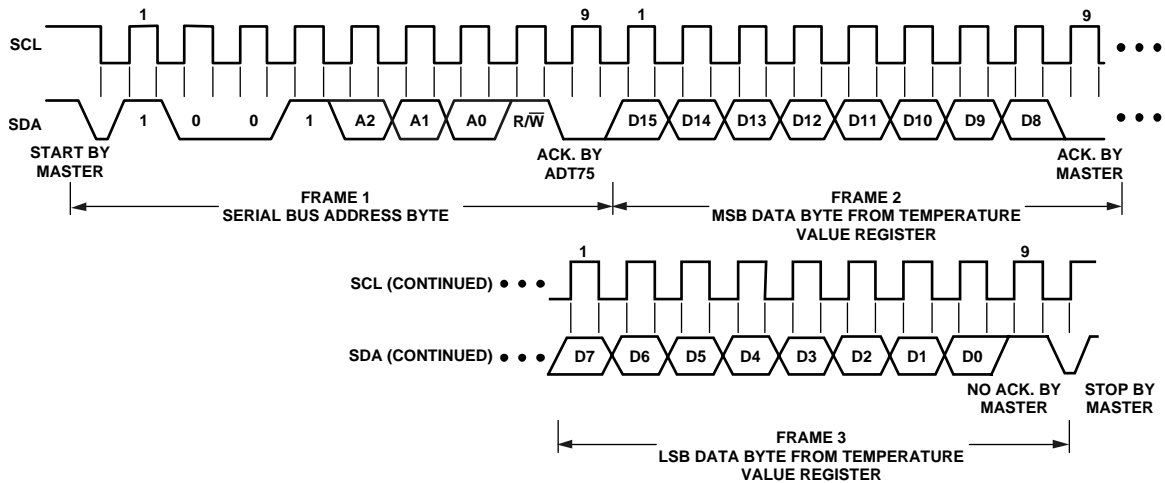 1 9 1 9
SCL
SDA 1 0 0 1 A2 A1 A0 R/W̅ D15 D14 D13 D12 D11 D10 D9 D8
START BY
MASTER
ACK. BY
ADT75
ACK. BY
MASTER
FRAME 1
SERIAL BUS ADDRESS BYTE
FRAME 2
MSB DATA BYTE FROM TEMPERATURE
VALUE REGISTER
1 9
SCL (CONTINUED)
SDA (CONTINUED) D7 D6 D5 D4 D3 D2 D1 D0
NO ACK. BY
MASTER
STOP BY
MASTER
FRAME 3
LSB DATA BYTE FROM TEMPERATURE
VALUE REGISTER